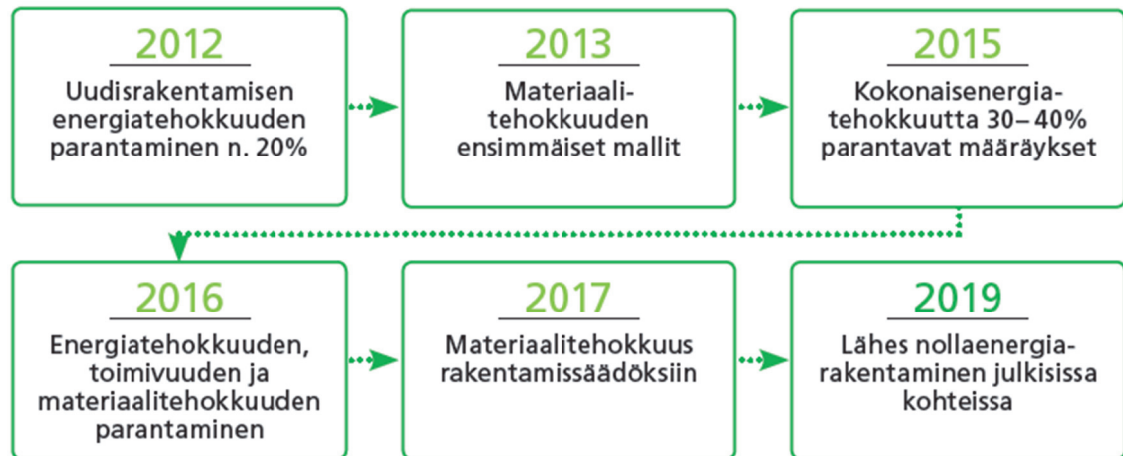 2012
Uudisrakentamisen
energiatehokkuuden
parantaminen n. 20%
2013
Materiaali-
tehokkuuden
ensimmäiset mallit
2015
Kokonaisenergia-
tehokkuutta 30–40%
parantavat määräykset
2016
Energiatehokkuuden,
toimivuuden ja
materiaalitehokkuuden
parantaminen
2017
Materiaalitehokkuus
rakentamissäädöksiin
2019
Lähes nollaenergia-
rakentaminen julkisissa
kohteissa